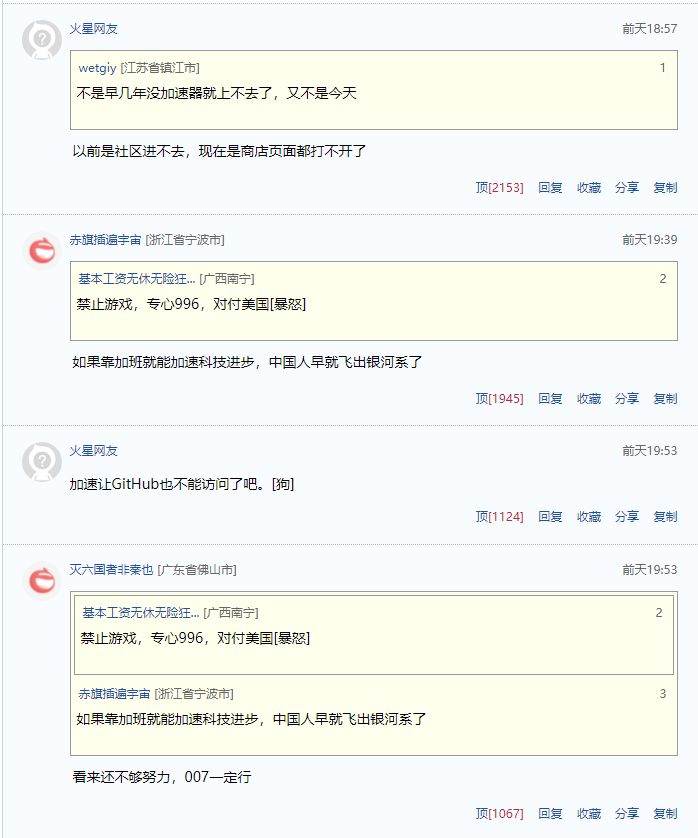 火星网友 前天18:57
wetgiy [江苏省镇江市] 1
不是早几年没加速器就上不去了，又不是今天
以前是社区进不去，现在是商店页面都打不开了
顶[2153] 回复 收藏 分享 复制
赤旗插遍宇宙 [浙江省宁波市] 前天19:39
基本工资无休无险狂... [广西南宁] 2
禁止游戏，专心996，对付美国[暴怒]
如果靠加班就能加速科技进步，中国人早就飞出银河系了
顶[1945] 回复 收藏 分享 复制
火星网友 前天19:53
加速让GitHub也不能访问了吧。[狗]
顶[1124] 回复 收藏 分享 复制
灭六国者非秦也 [广东省佛山市] 前天19:53
基本工资无休无险狂... [广西南宁] 2
禁止游戏，专心996，对付美国[暴怒]
赤旗插遍宇宙 [浙江省宁波市] 3
如果靠加班就能加速科技进步，中国人早就飞出银河系了
看来还不够努力，007一定行
顶[1067] 回复 收藏 分享 复制